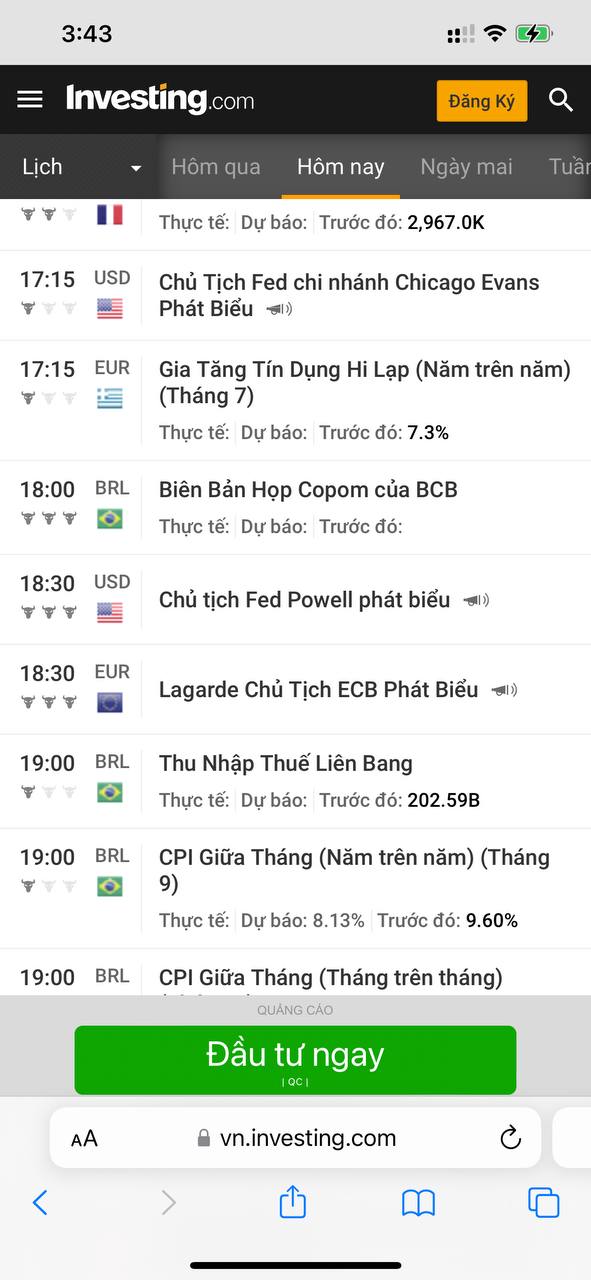 3:43
Investing.com
Đăng Ký
Lịch
Hôm qua
Hôm nay
Ngày mai
Tuần
Thực tế: Dự báo: Trước đó: 2,967.0K
17:15 USD
Chủ Tịch Fed chi nhánh Chicago Evans
Phát Biểu
17:15 EUR
Gia Tăng Tín Dụng Hi Lạp (Năm trên năm)
(Tháng 7)
Thực tế: Dự báo: Trước đó: 7.3%
18:00 BRL
Biên Bản Họp Copom của BCB
Thực tế: Dự báo: Trước đó:
18:30 USD
Chủ tịch Fed Powell phát biểu
18:30 EUR
Lagarde Chủ Tịch ECB Phát Biểu
19:00 BRL
Thu Nhập Thuế Liên Bang
Thực tế: Dự báo: Trước đó: 202.59B
19:00 BRL
CPI Giữa Tháng (Năm trên năm) (Tháng
9)
Thực tế: Dự báo: 8.13% Trước đó: 9.60%
19:00 BRL
CPI Giữa Tháng (Tháng trên tháng)
QUẢNG CÁO
Đầu tư ngay
| QC |
AA
vn.investing.com